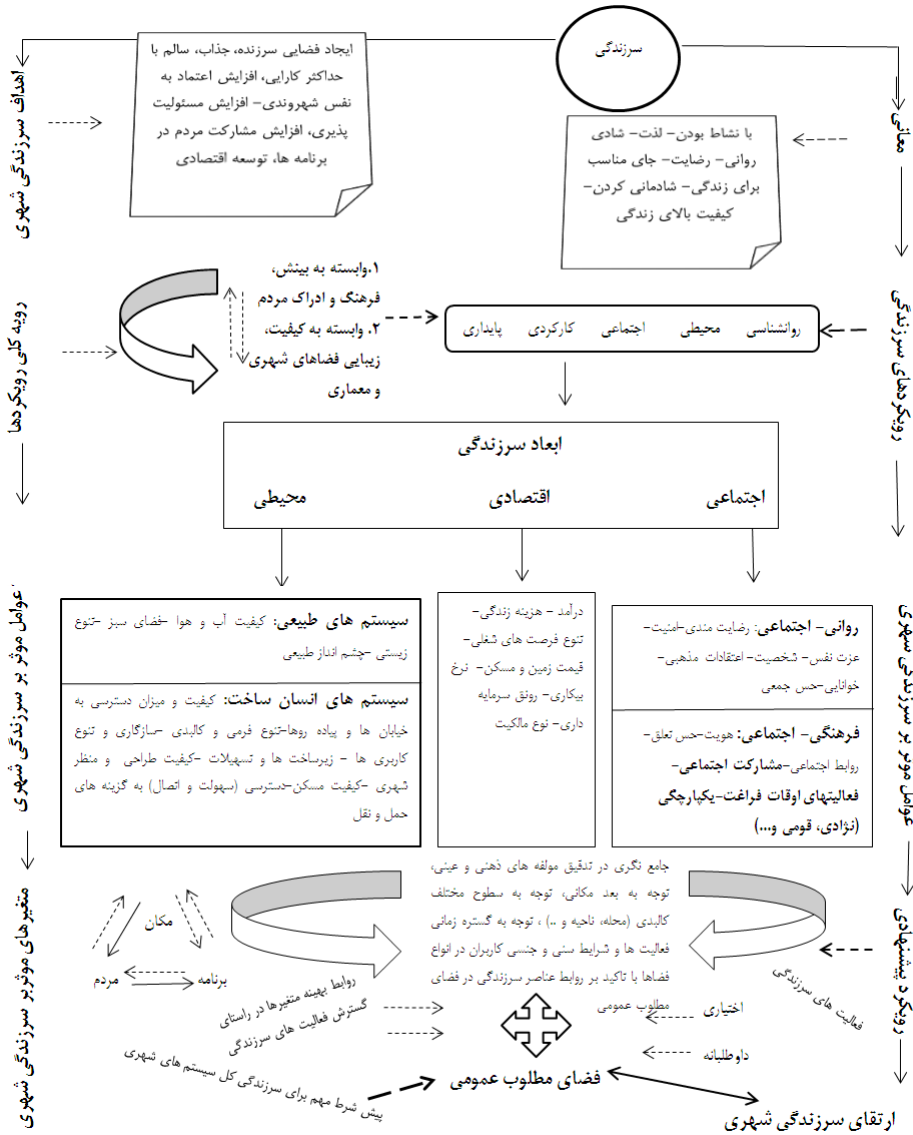 سرزندگی
معانی
با نشاط بودن- لذت- شادی
روانی- رضایت- جای مناسب
برای زندگی- شادمانی کردن-
کیفیت بالای زندگی
اهداف سرزندگی شهری
ایجاد فضایی سرزنده، جذاب، سالم با
حداکثر کارایی، افزایش اعتماد به
نفس شهروندی- افزایش مسئولیت
پذیری، افزایش مشارکت مردم در
برنامه ها، توسعه اقتصادی
رویکردهای سرزندگی
روانشناسی محیطی اجتماعی کارکردی پایداری
۱.وابسته به بینش،
فرهنگ و ادراک مردم
۲. وابسته به کیفیت،
زیبایی فضاهای شهری
و معماری
رویه کلی رویکردها
ابعاد سرزندگی
اجتماعی اقتصادی محیطی
عوامل موثر بر سرزندگی سهری
روانی- اجتماعی: رضایت مندی-امنیت-
عزت نفس- شخصیت- اعتقادات مذهبی-
خوانایی-حس جمعی
فرهنگی- اجتماعی: هویت-حس تعلق-
روابط اجتماعی-مشارکت اجتماعی-
فعالیتهای اوقات فراغت-یکپارچگی
(نژادی، قومی و...)
درآمد - هزینه زندگی-
تنوع فرصت های شغلی-
قیمت زمین و مسکن- نرخ
بیکاری- رونق سرمایه
داری- نوع مالکیت
سیستم های طبیعی: کیفیت آب و هوا -فضای سبز -تنوع
زیستی -چشم انداز طبیعی
سیستم های انسان ساخت: کیفیت و میزان دسترسی به
خیابان ها و پیاده روها-تنوع فرمی و کالبدی -سازگاری و تنوع
کاربری ها - زیرساخت ها و تسهیلات -کیفیت طراحی و منظر
شهری -کیفیت مسکن-دسترسی (سهولت و اتصال) به گزینه های
حمل و نقل
عوامل موثر بر سرزندگی شهری
رویکرد پیشنهادی
جامع نگری در تدقیق مولفه های ذهنی و عینی،
توجه به بعد مکانی، توجه به سطوح مختلف
کالبدی (محله، ناحیه و ..) ، توجه به گستره زمانی
فعالیت ها و شرایط سنی و جنسی کاربران در انواع
فضاها با تاکید بر روابط عناصر سرزندگی در فضای
مطلوب عمومی
فعالیت های سرزندگی
اختیاری
داوطلبانه
مکان
برنامه
مردم
متغیرهای موثربر سرزندگی شهری
روابط بهینه متغیرها در راستای
گسترش فعالیت های سرزندگی
پیش شرط مهم برای سرزندگی کل سیستم های شهری
فضای مطلوب عمومی
ارتقای سرزندگی شهری